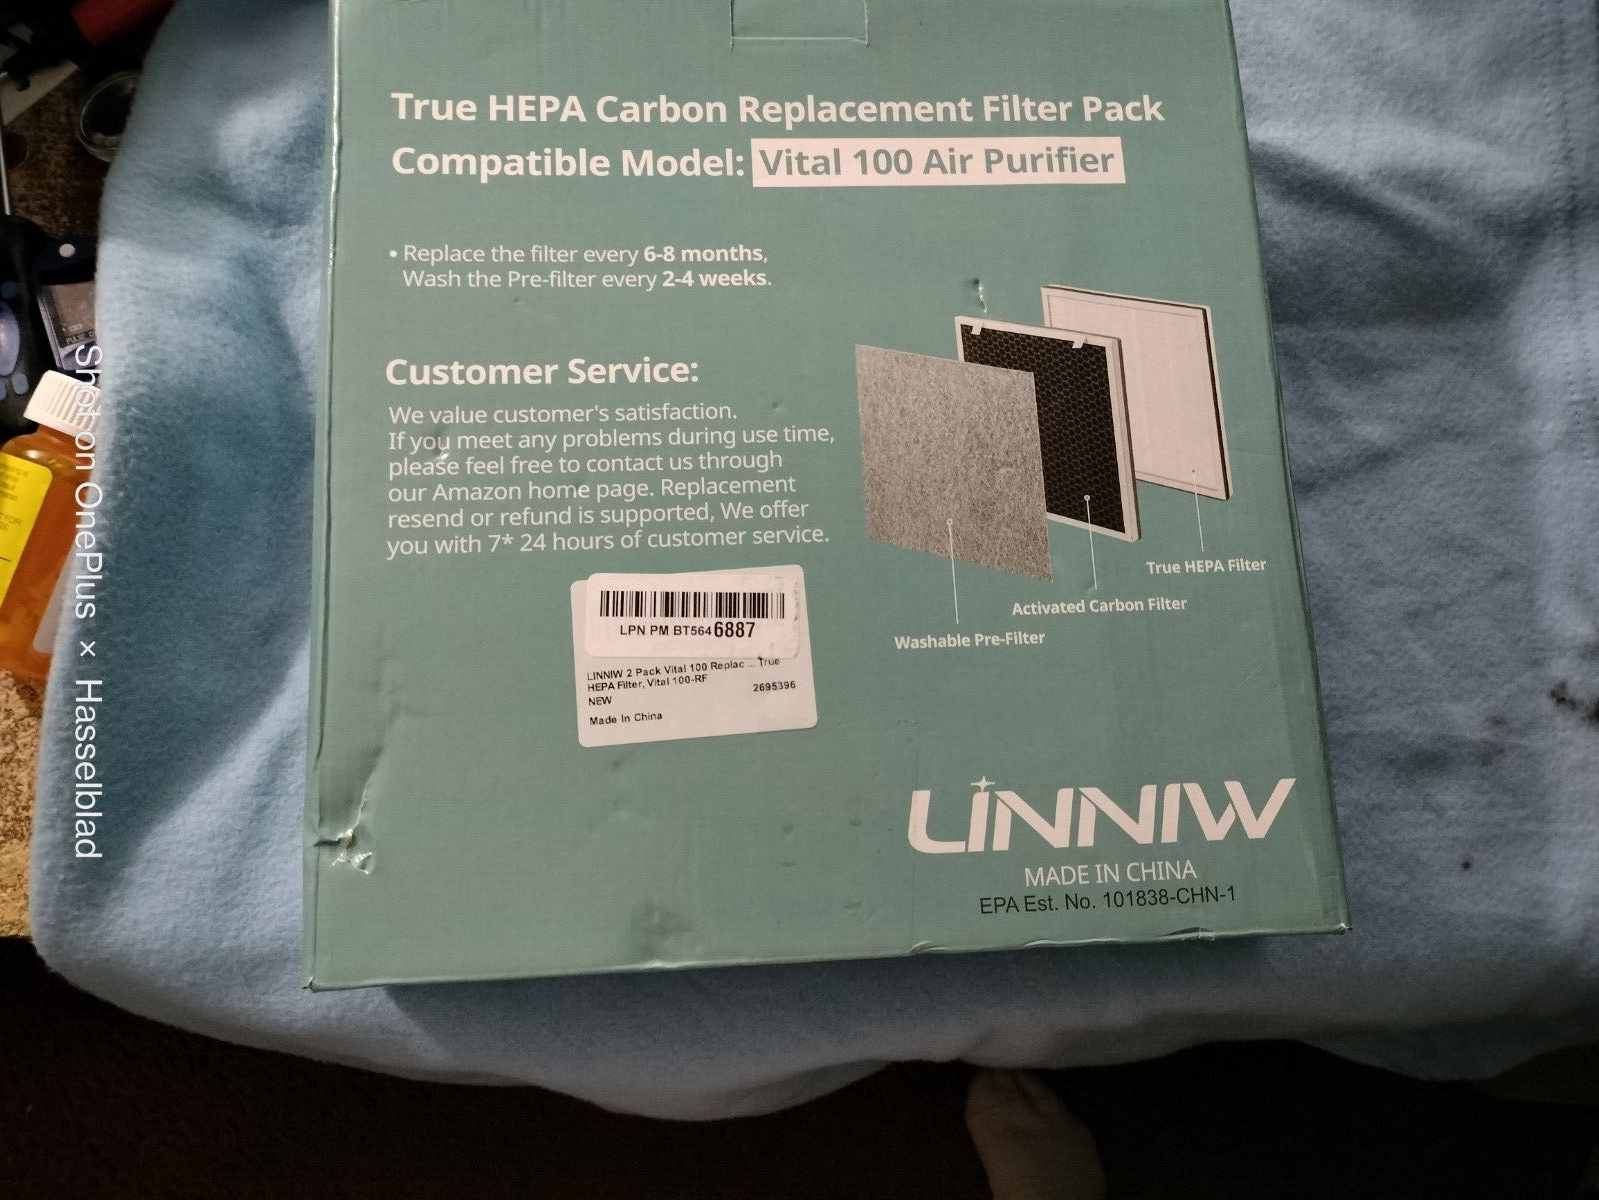 True HEPA Carbon Replacement Filter Pack
Compatible Model: Vital 100 Air Purifier
• Replace the filter every 6-8 months,
Wash the Pre-filter every 2-4 weeks.
Customer Service:
We value customer's satisfaction.
If you meet any problems during use time,
please feel free to contact us through
our Amazon home page. Replacement
resend or refund is supported, We offer
you with 7* 24 hours of customer service.
True HEPA Filter
Activated Carbon Filter
Washable Pre-Filter
LPN PM BT5646887
LINNIW 2 Pack Vital 100 Replac ... True
HEPA Filter, Vital 100-RF
2695396
NEW
Made In China
LINNIW
MADE IN CHINA
EPA Est. No. 101838-CHN-1
Shot on OnePlus × Hasselblad